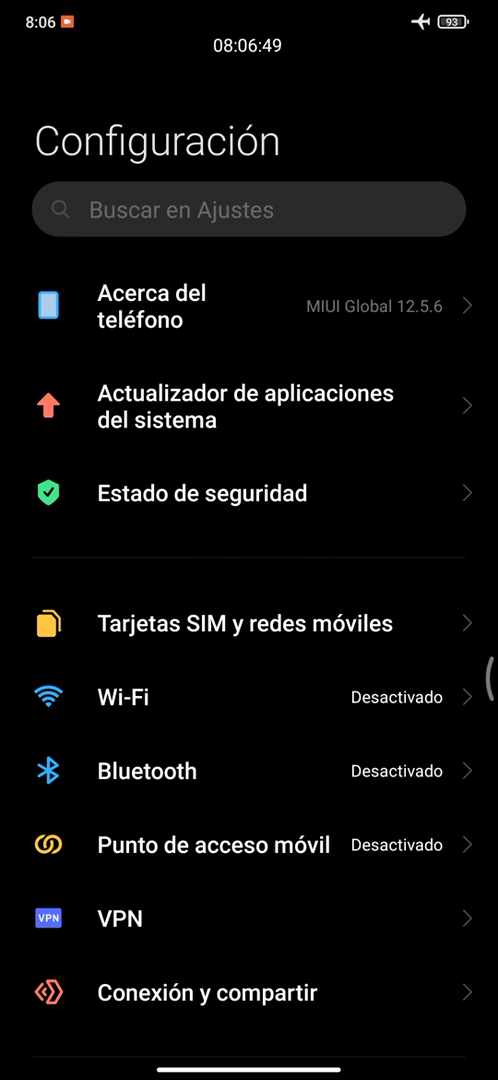 8:06
93
08:06:49
Configuración
Buscar en Ajustes
Acerca del
teléfono
MIUI Global 12.5.6
Actualizador de aplicaciones
del sistema
Estado de seguridad
Tarjetas SIM y redes móviles
Wi-Fi
Desactivado
Bluetooth
Desactivado
Punto de acceso móvil
Desactivado
VPN
VPN
Conexión y compartir